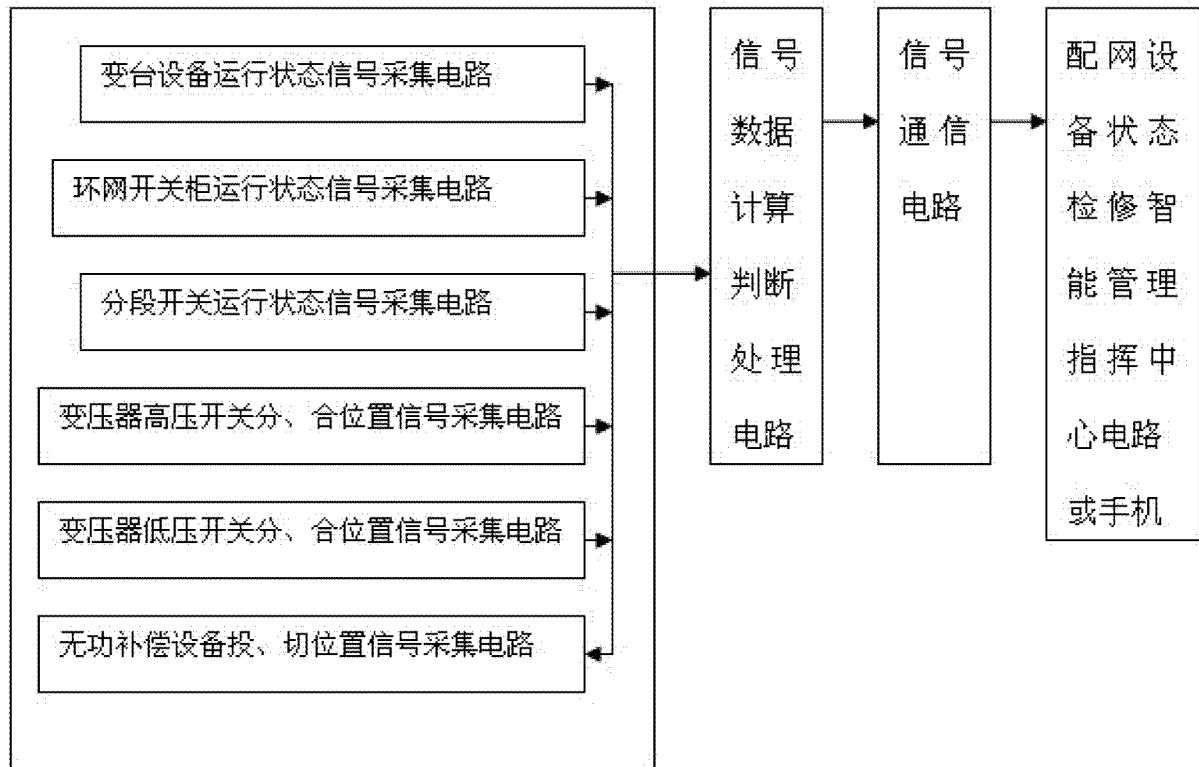 变台设备运行状态信号采集电路
环网开关柜运行状态信号采集电路
分段开关运行状态信号采集电路
变压器高压开关分、合位置信号采集电路
变压器低压开关分、合位置信号采集电路
无功补偿设备投、切位置信号采集电路
信号
数据
计算
判断
处理
电路
信号
通信
电路
配网设
备状态
检修智
能管理
指挥中
心电路
或手机